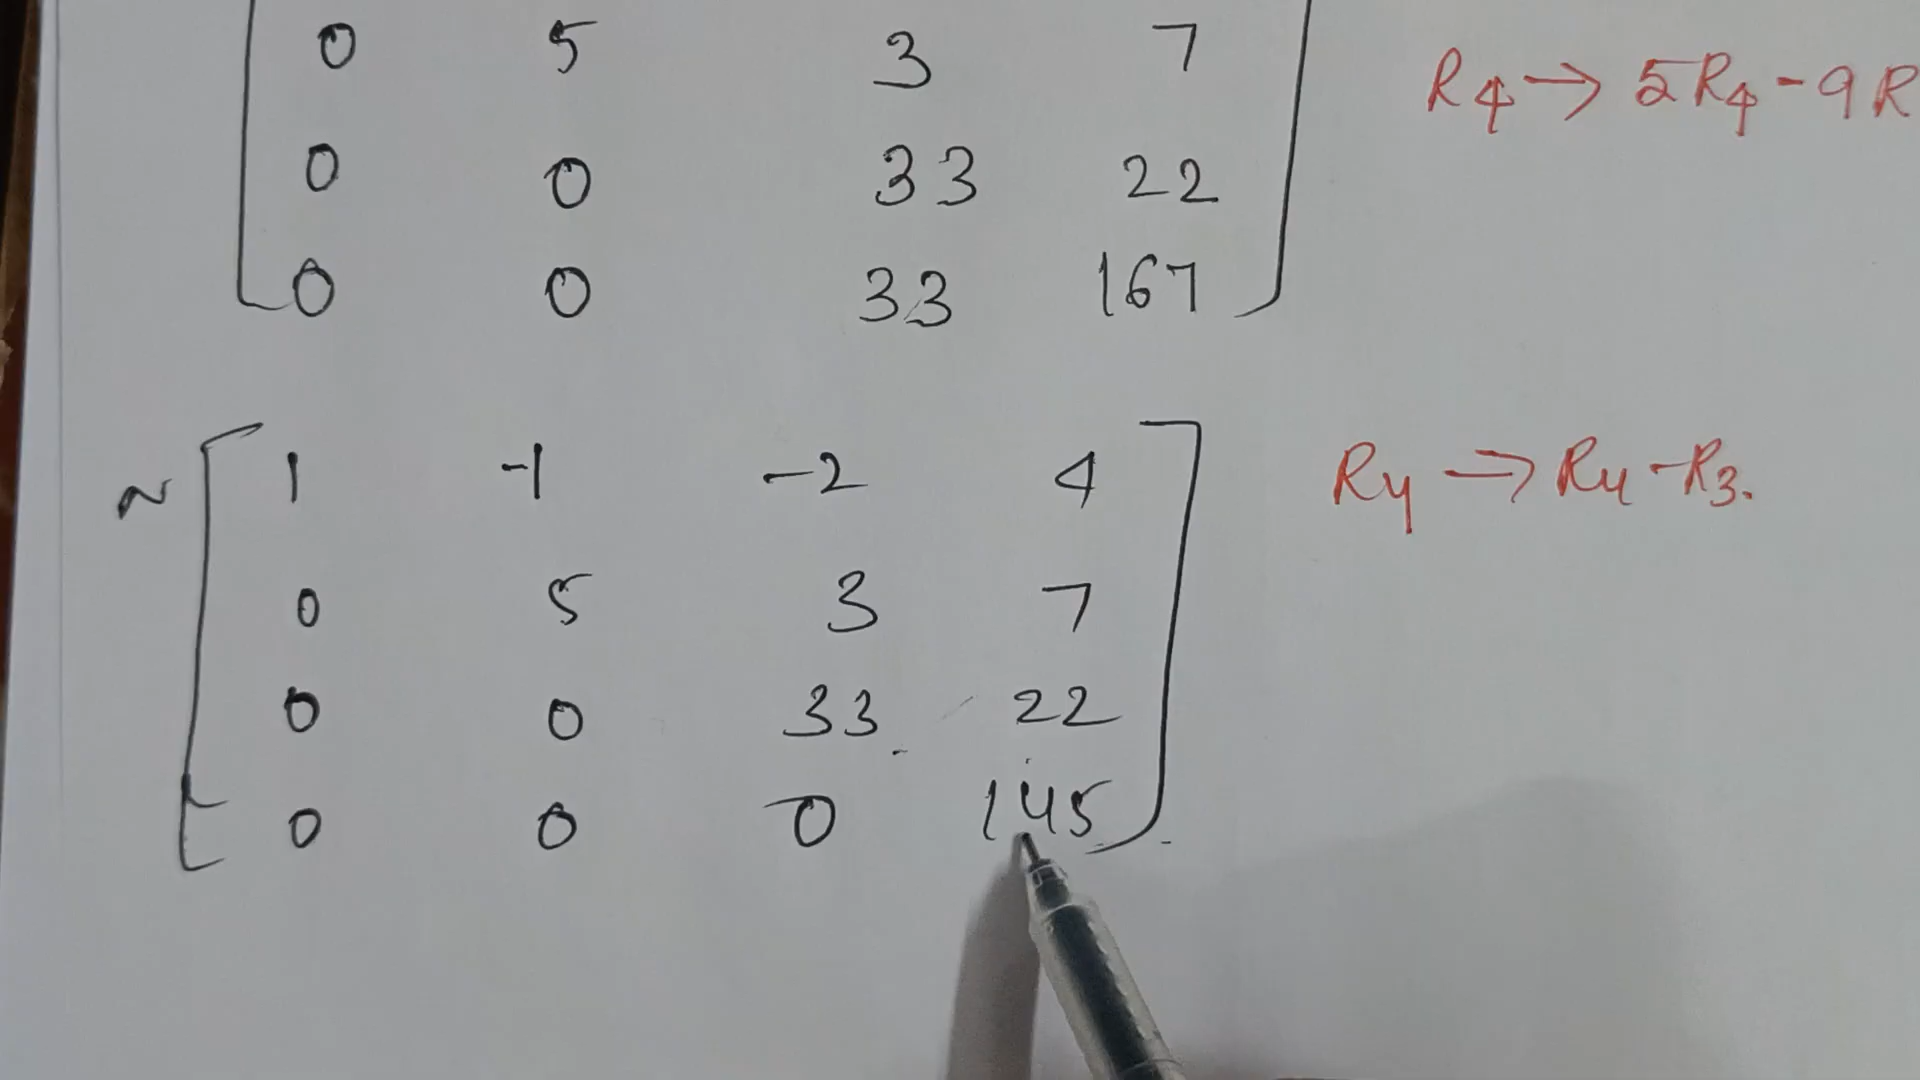 0 5 3 7 R4 → 5R4 - 9R
0 0 33 22
0 0 33 167
~ 1 -1 -2 4 R4 → R4 - R3.
0 5 3 7
0 0 33 22
0 0 0 145